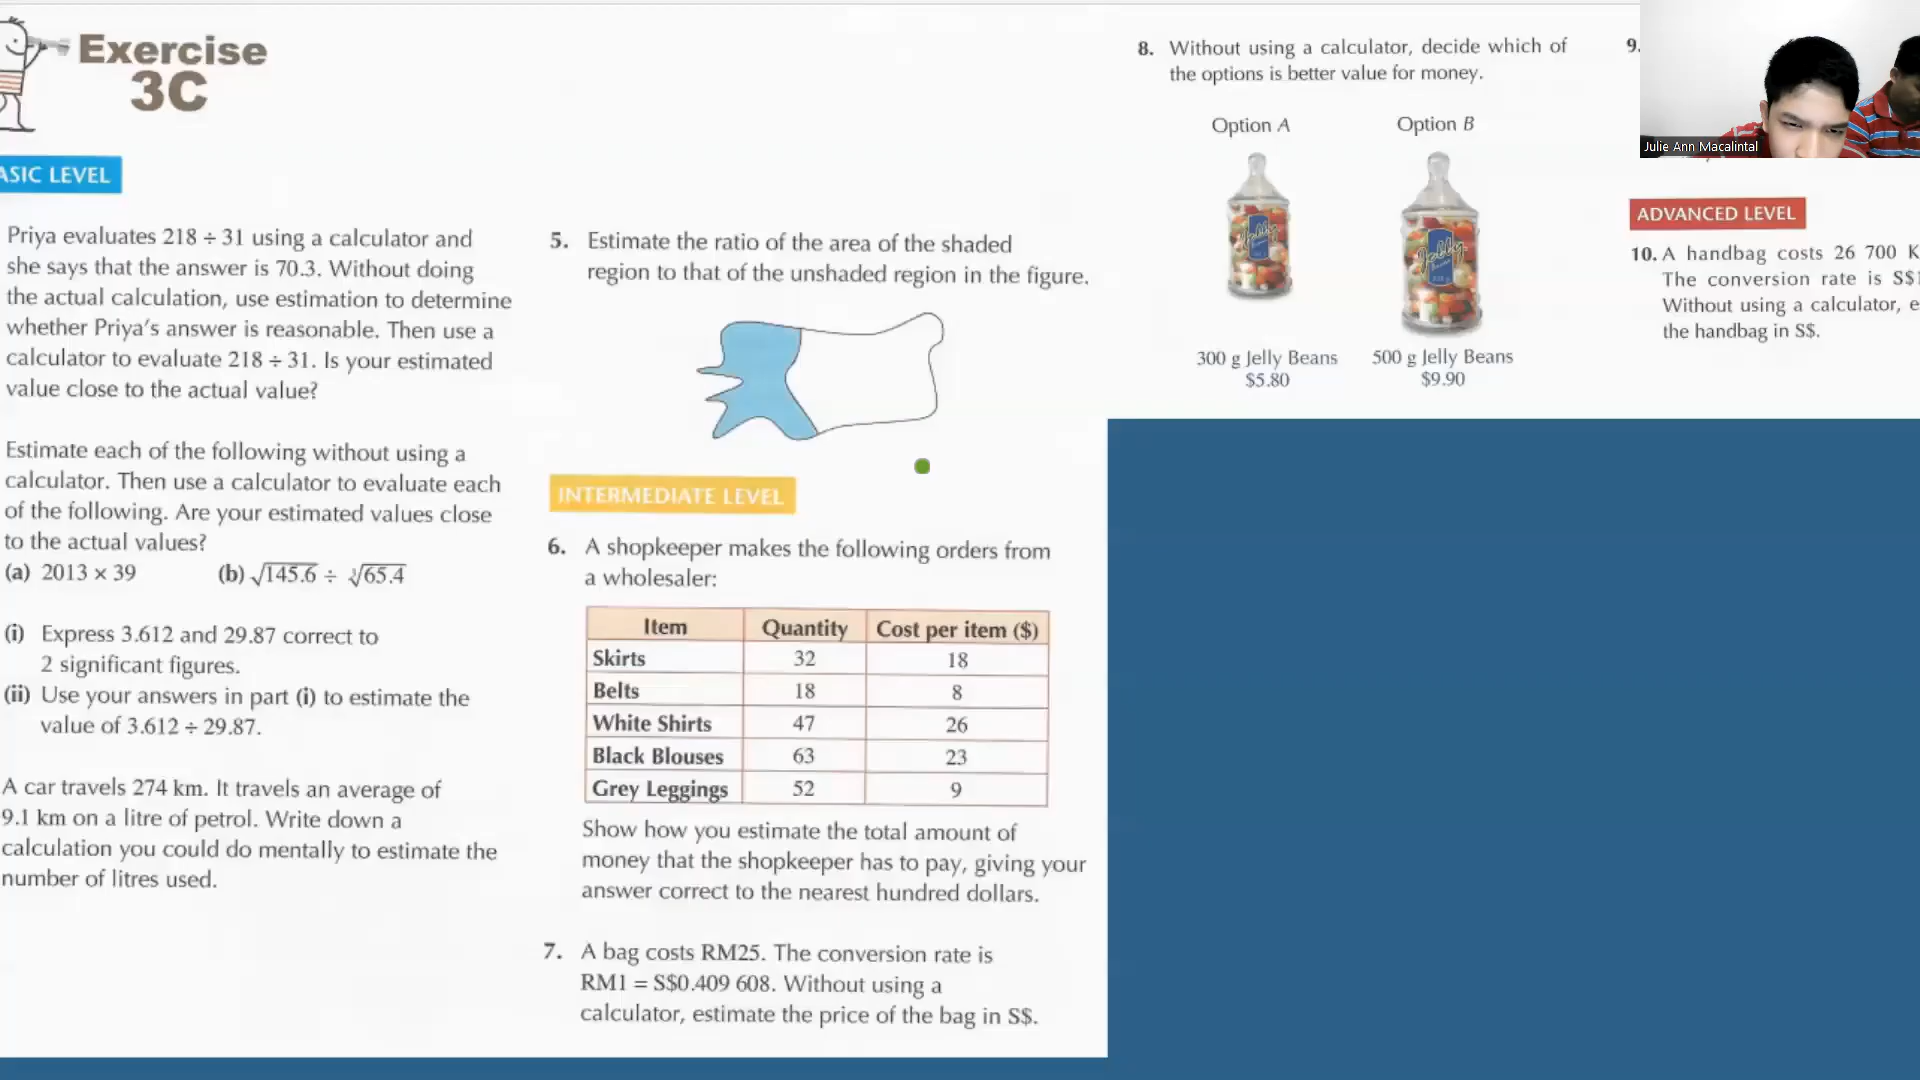 Exercise
3C
ASIC LEVEL
Priya evaluates 218 ÷ 31 using a calculator and
she says that the answer is 70.3. Without doing
the actual calculation, use estimation to determine
whether Priya's answer is reasonable. Then use a
calculator to evaluate 218 ÷ 31. Is your estimated
value close to the actual value?
Estimate each of the following without using a
calculator. Then use a calculator to evaluate each
of the following. Are your estimated values close
to the actual values?
(a) 2013 × 39 (b) √145.6 ÷ ∛65.4
(i) Express 3.612 and 29.87 correct to
2 significant figures.
(ii) Use your answers in part (i) to estimate the
value of 3.612 ÷ 29.87.
A car travels 274 km. It travels an average of
9.1 km on a litre of petrol. Write down a
calculation you could do mentally to estimate the
number of litres used.
5. Estimate the ratio of the area of the shaded
region to that of the unshaded region in the figure.
INTERMEDIATE LEVEL
6. A shopkeeper makes the following orders from
a wholesaler:
Item Quantity Cost per item ($)
Skirts 32 18
Belts 18 8
White Shirts 47 26
Black Blouses 63 23
Grey Leggings 52 9
Show how you estimate the total amount of
money that the shopkeeper has to pay, giving your
answer correct to the nearest hundred dollars.
7. A bag costs RM25. The conversion rate is
RM1 = S$0.409 608. Without using a
calculator, estimate the price of the bag in S$.
8. Without using a calculator, decide which of
the options is better value for money.
Option A Option B
Jelly Jelly
300 g Jelly Beans 500 g Jelly Beans
$5.80 $9.90
9.
Julie Ann Macalintal
ADVANCED LEVEL
10. A handbag costs 26 700 K
The conversion rate is S$1
Without using a calculator, e
the handbag in S$.